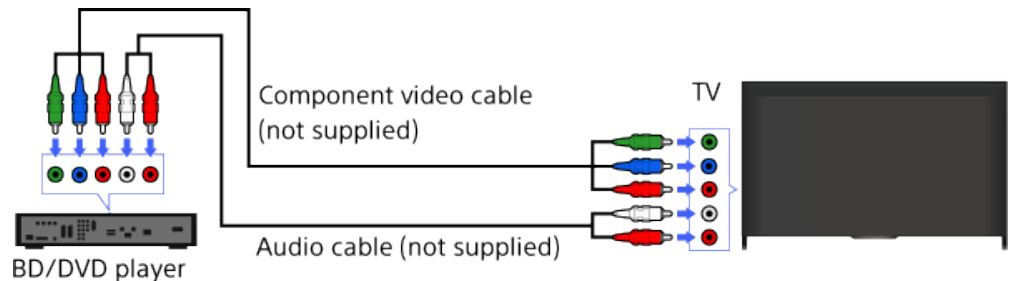 Component video cable
(not supplied)
TV
Audio cable (not supplied)
BD/DVD player